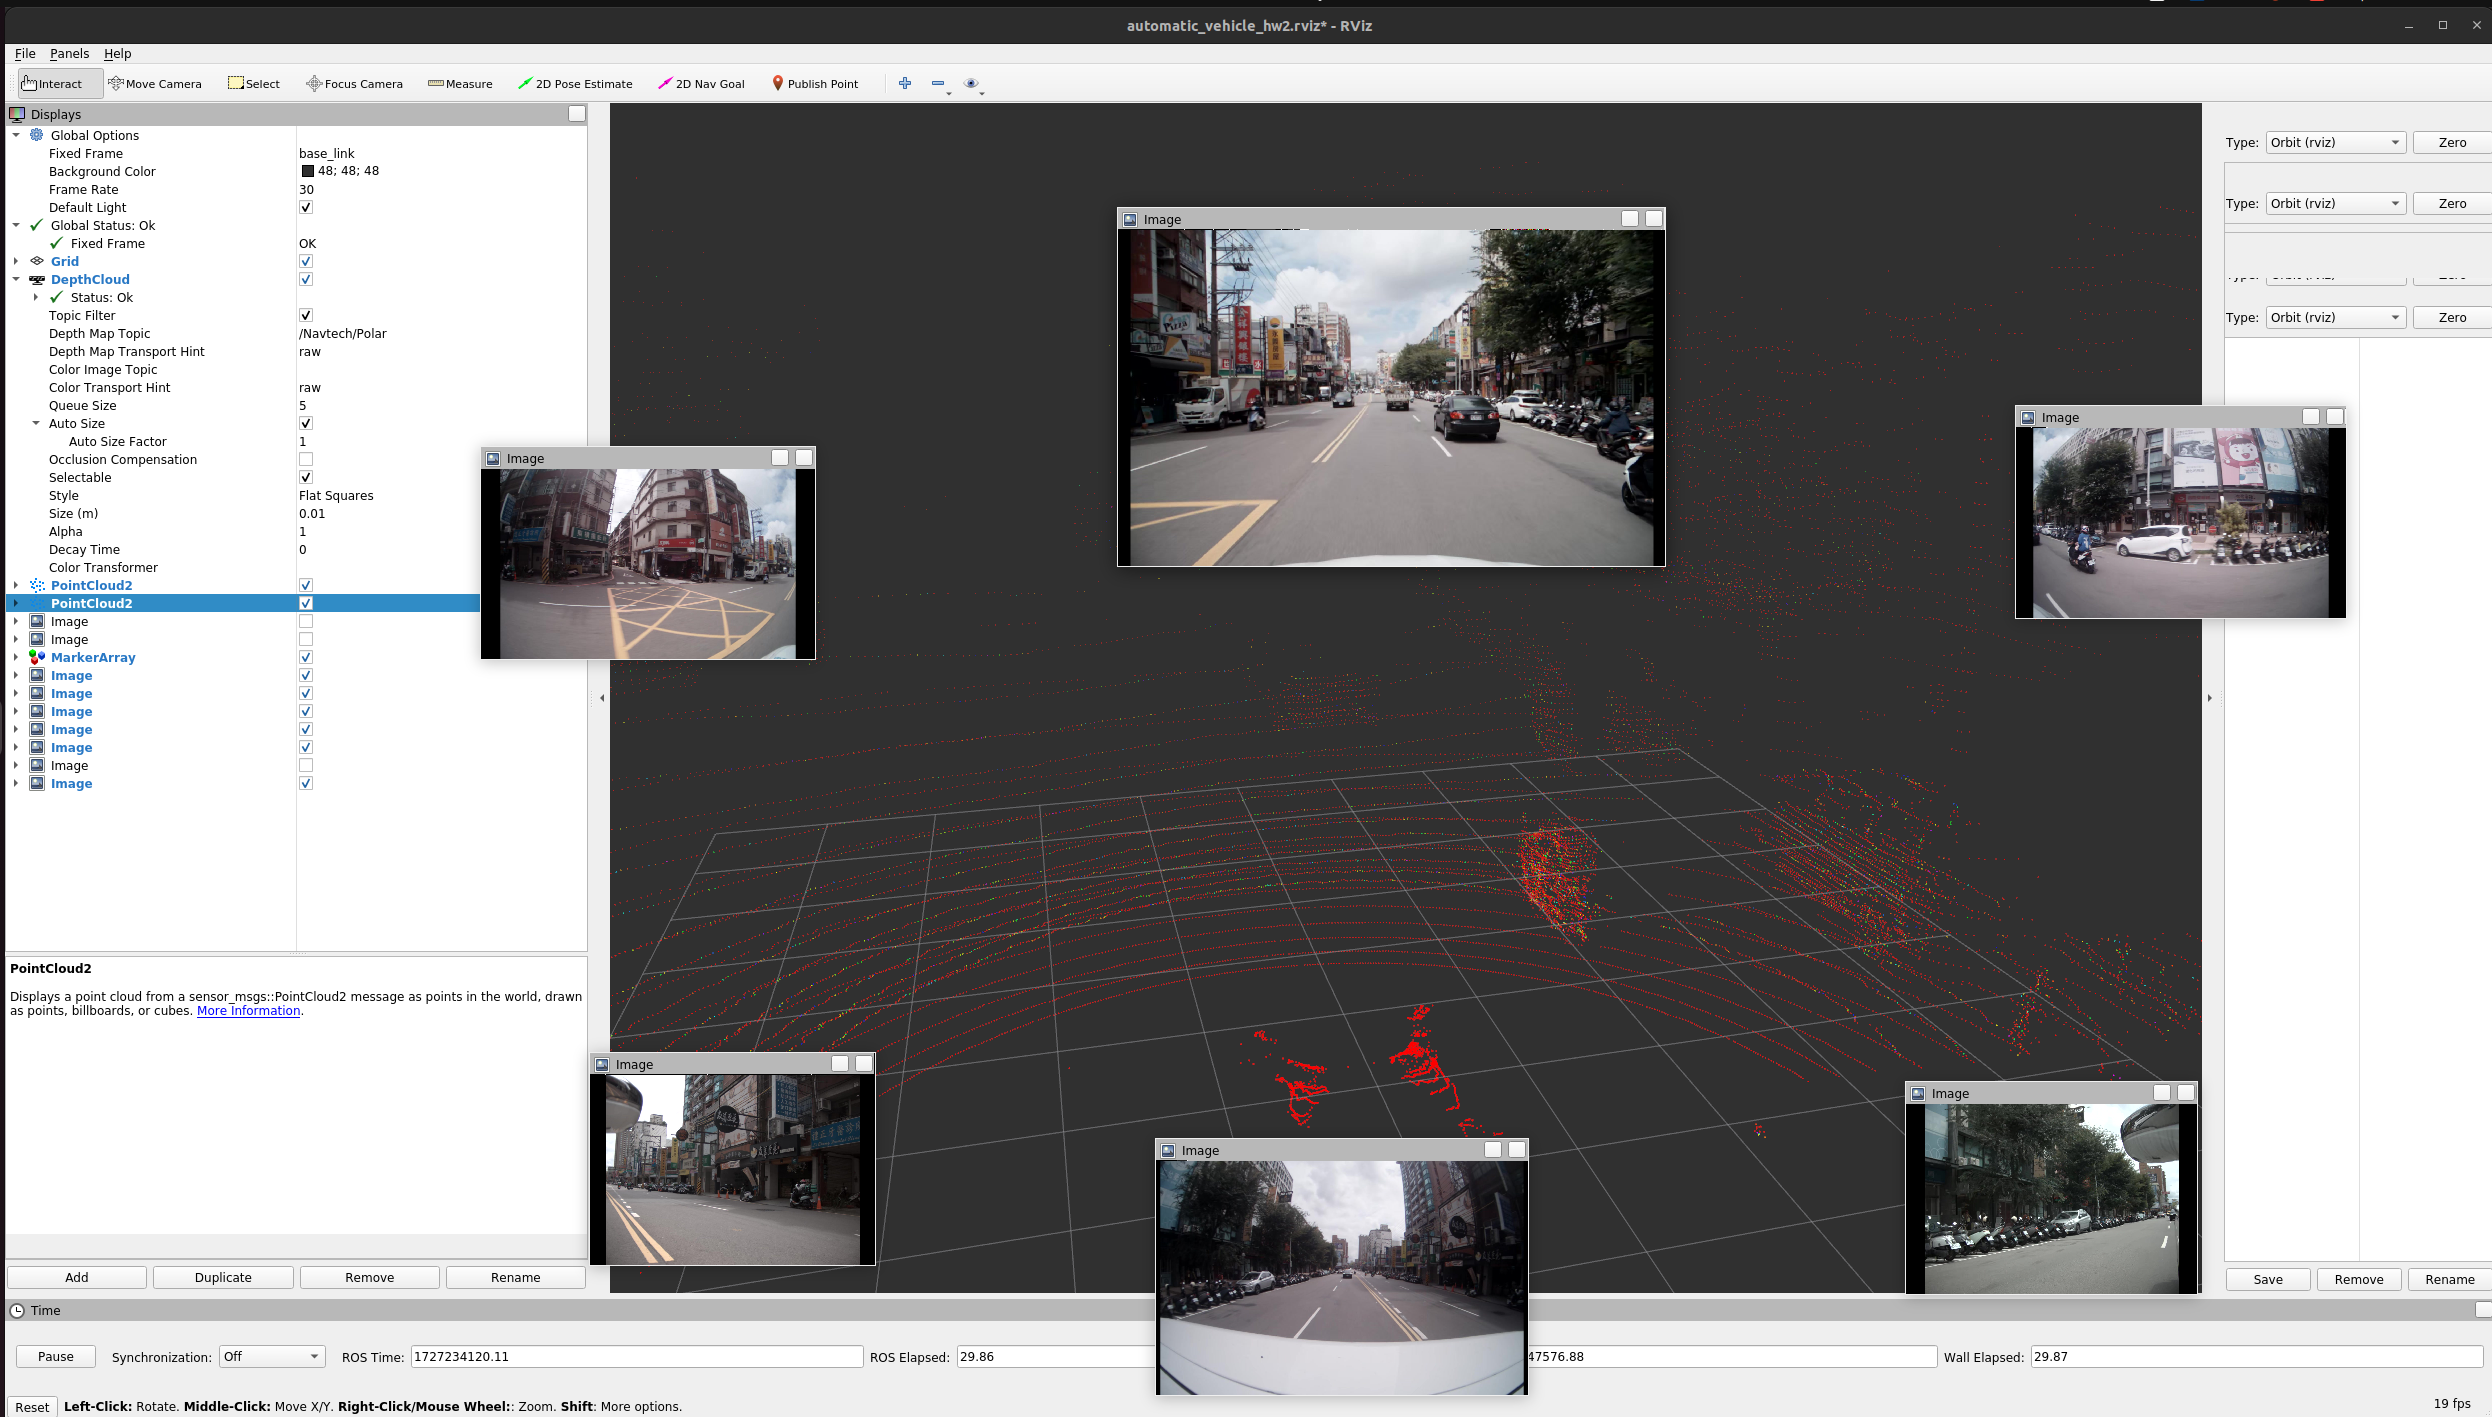 automatic_vehicle_hw2.rviz* - RViz
File Panels Help
Interact Move Camera Select Focus Camera Measure 2D Pose Estimate 2D Nav Goal Publish Point
Displays
Global Options
Fixed Frame base_link
Background Color 48; 48; 48
Frame Rate 30
Default Light
Global Status: Ok
Fixed Frame OK
Grid
DepthCloud
Status: Ok
Topic Filter
Depth Map Topic /Navtech/Polar
Depth Map Transport Hint raw
Color Image Topic
Color Transport Hint raw
Queue Size 5
Auto Size
Auto Size Factor 1
Occlusion Compensation
Selectable
Style Flat Squares
Size (m) 0.01
Alpha 1
Decay Time 0
Color Transformer
PointCloud2
PointCloud2
Image
Image
MarkerArray
Image
Image
Image
Image
Image
Image
Image
PointCloud2
Displays a point cloud from a sensor_msgs::PointCloud2 message as points in the world, drawn
as points, billboards, or cubes. More Information.
Add Duplicate Remove Rename
Image
Pizza
Image
Image
Image
Image
Image
Type: Orbit (rviz) Zero
Type: Orbit (rviz) Zero
Type: Orbit (rviz) Zero
Save Remove Rename
Time
Pause Synchronization: Off ROS Time: 1727234120.11 ROS Elapsed: 29.86 47576.88 Wall Elapsed: 29.87
Reset Left-Click: Rotate. Middle-Click: Move X/Y. Right-Click/Mouse Wheel:: Zoom. Shift: More options. 19 fps